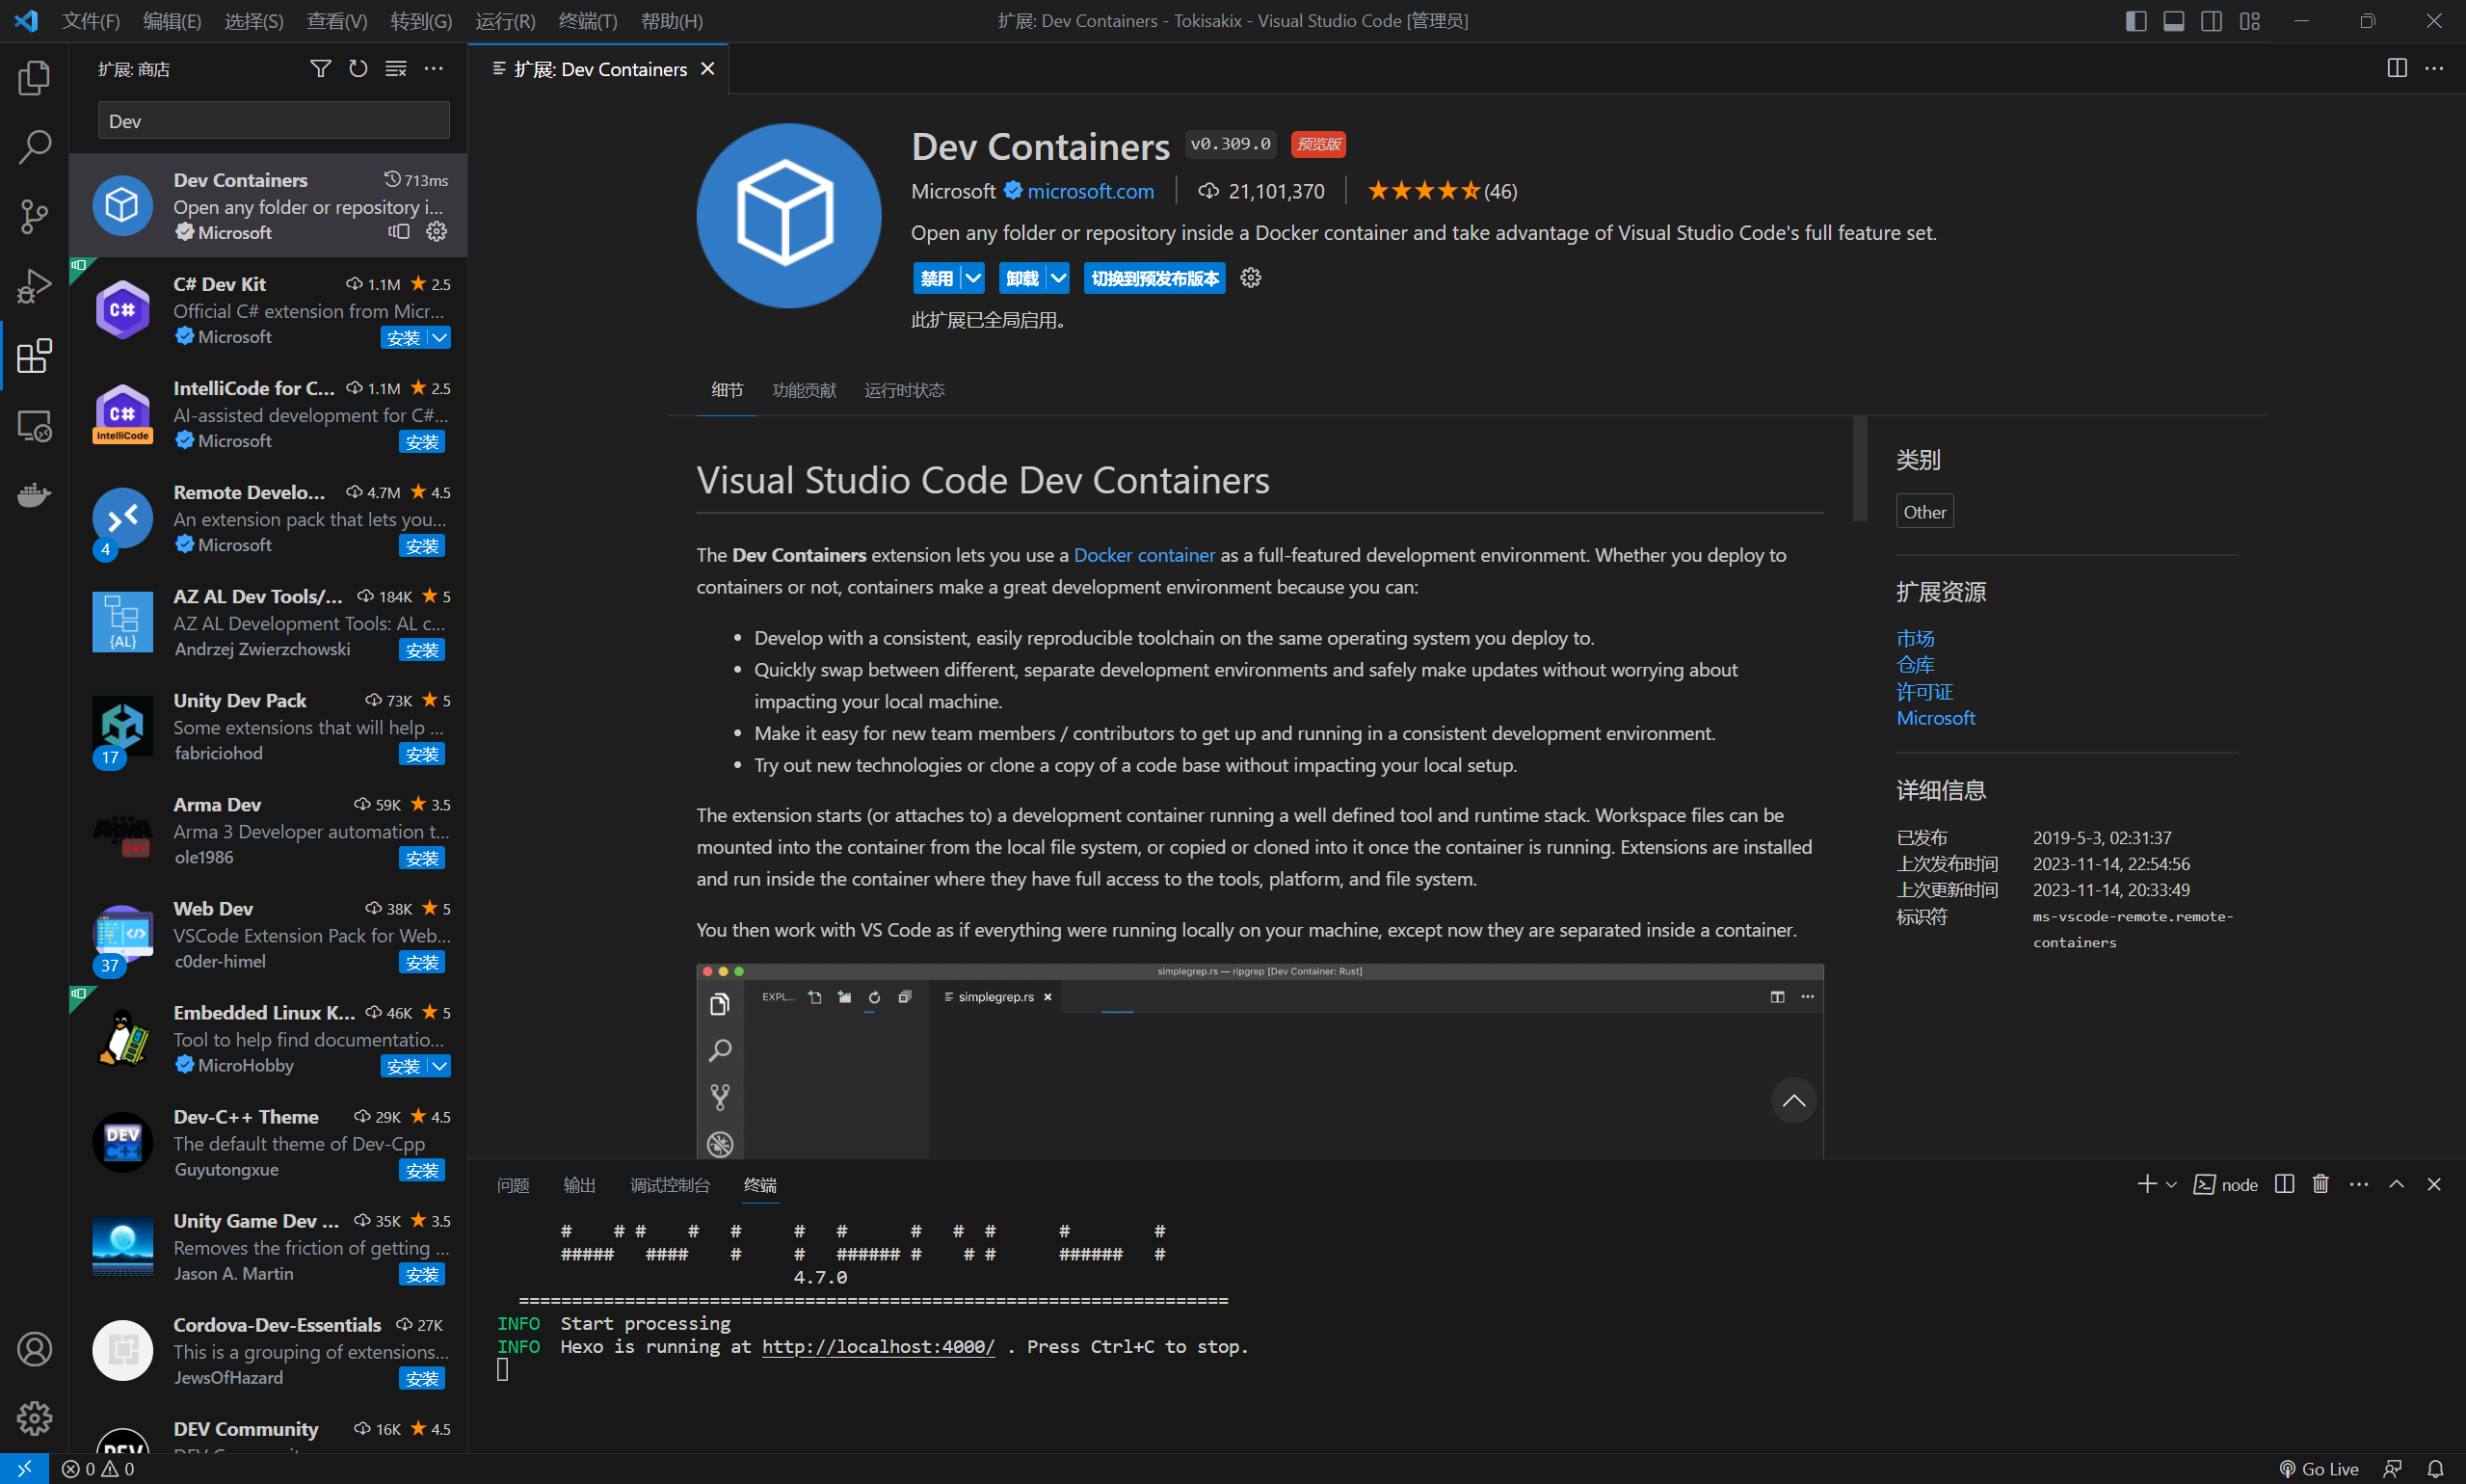 文件(F) 编辑(E) 选择(S) 查看(V) 转到(G) 运行(R) 终端(T) 帮助(H) 扩展: Dev Containers - Tokisakix - Visual Studio Code [管理员]
扩展: 商店
Dev
Dev Containers 713ms
Open any folder or repository i...
Microsoft
C# Dev Kit 1.1M 2.5
Official C# extension from Micr...
Microsoft 安装
IntelliCode for C... 1.1M 2.5
AI-assisted development for C#...
Microsoft 安装
Remote Develo... 4.7M 4.5
An extension pack that lets you...
Microsoft 安装
AZ AL Dev Tools/... 184K 5
AZ AL Development Tools: AL c...
Andrzej Zwierzchowski 安装
Unity Dev Pack 73K 5
Some extensions that will help ...
fabriciohod 安装
Arma Dev 59K 3.5
Arma 3 Developer automation t...
ole1986 安装
Web Dev 38K 5
VSCode Extension Pack for Web...
c0der-himel 安装
Embedded Linux K... 46K 5
Tool to help find documentatio...
MicroHobby 安装
Dev-C++ Theme 29K 4.5
The default theme of Dev-Cpp
Guyutongxue 安装
Unity Game Dev ... 35K 3.5
Removes the friction of getting ...
Jason A. Martin 安装
Cordova-Dev-Essentials 27K
This is a grouping of extensions...
JewsOfHazard 安装
DEV Community 16K 4.5
C#
C#
IntelliCode
4
{AL}
17
ARMA
DEV
37
DEV
C++
扩展: Dev Containers
Dev Containers v0.309.0 预览版
Microsoft microsoft.com 21,101,370 (46)
Open any folder or repository inside a Docker container and take advantage of Visual Studio Code's full feature set.
禁用 卸载 切换到预发布版本
此扩展已全局启用。
细节 功能贡献 运行时状态
Visual Studio Code Dev Containers
The Dev Containers extension lets you use a Docker container as a full-featured development environment. Whether you deploy to
containers or not, containers make a great development environment because you can:
• Develop with a consistent, easily reproducible toolchain on the same operating system you deploy to.
• Quickly swap between different, separate development environments and safely make updates without worrying about
impacting your local machine.
• Make it easy for new team members / contributors to get up and running in a consistent development environment.
• Try out new technologies or clone a copy of a code base without impacting your local setup.
The extension starts (or attaches to) a development container running a well defined tool and runtime stack. Workspace files can be
mounted into the container from the local file system, or copied or cloned into it once the container is running. Extensions are installed
and run inside the container where they have full access to the tools, platform, and file system.
You then work with VS Code as if everything were running locally on your machine, except now they are separated inside a container.
simplegrep.rs — ripgrep [Dev Container: Rust]
EXPL... simplegrep.rs
类别
Other
扩展资源
市场
仓库
许可证
Microsoft
详细信息
已发布 2019-5-3, 02:31:37
上次发布时间 2023-11-14, 22:54:56
上次更新时间 2023-11-14, 20:33:49
标识符 ms-vscode-remote.remote-
containers
问题 输出 调试控制台 终端 node
# # # # # # # # # # # #
##### #### # # ###### # # # ###### #
4.7.0
===================================================================
INFO Start processing
INFO Hexo is running at http://localhost:4000/ . Press Ctrl+C to stop.
0 0 Go Live